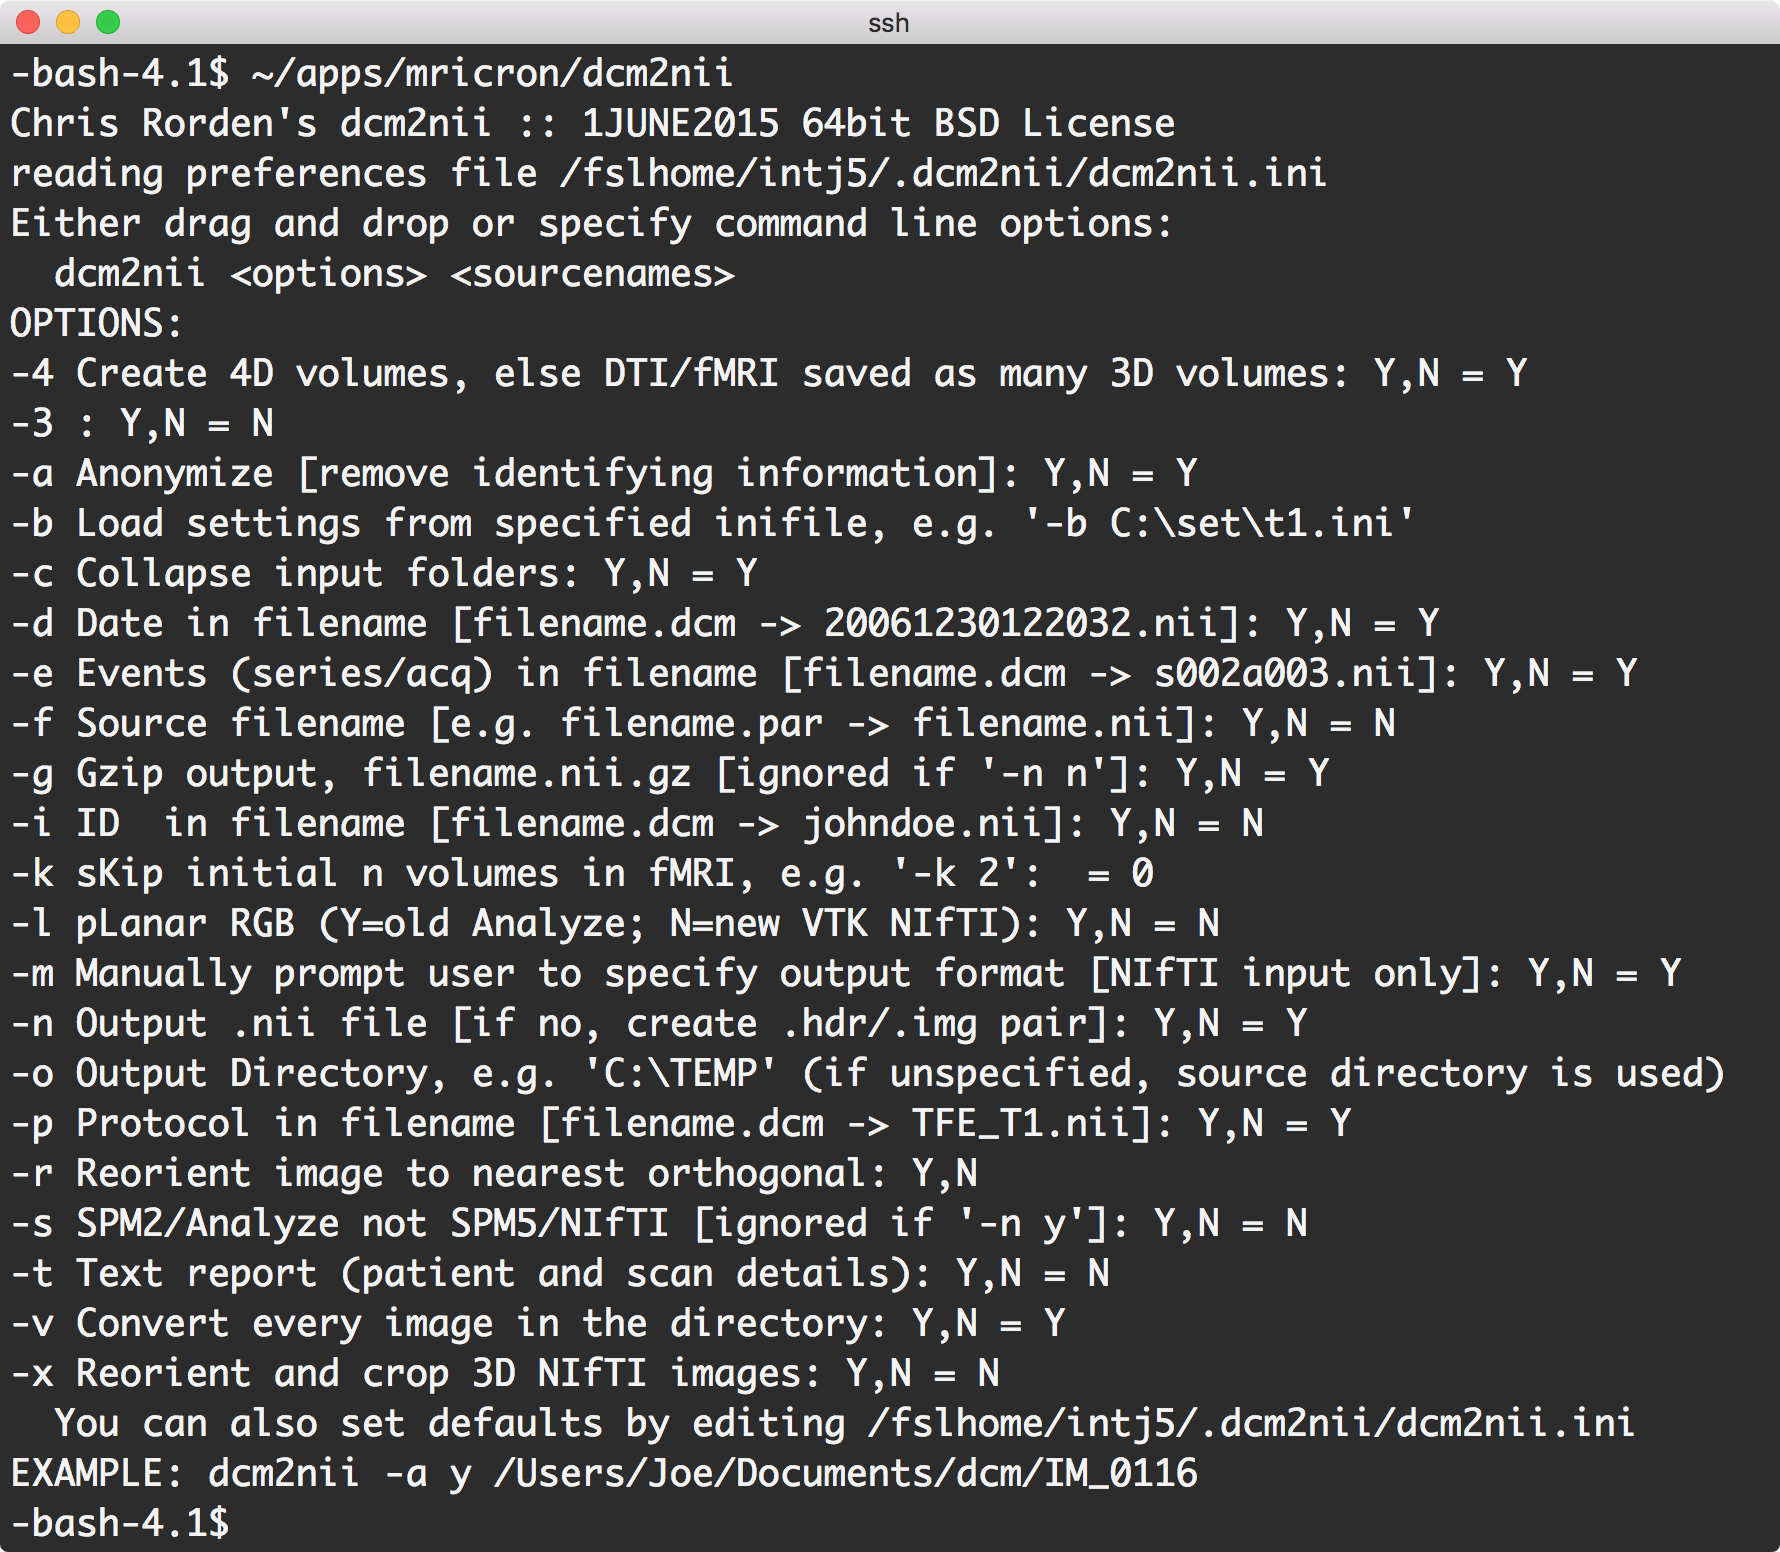 ssh
-bash-4.1$ ~/apps/mricron/dcm2nii
Chris Rorden's dcm2nii :: 1JUNE2015 64bit BSD License
reading preferences file /fslhome/intj5/.dcm2nii/dcm2nii.ini
Either drag and drop or specify command line options:
  dcm2nii <options> <sourcenames>
OPTIONS:
-4 Create 4D volumes, else DTI/fMRI saved as many 3D volumes: Y,N = Y
-3 : Y,N = N
-a Anonymize [remove identifying information]: Y,N = Y
-b Load settings from specified inifile, e.g. '-b C:\set\t1.ini'
-c Collapse input folders: Y,N = Y
-d Date in filename [filename.dcm -> 20061230122032.nii]: Y,N = Y
-e Events (series/acq) in filename [filename.dcm -> s002a003.nii]: Y,N = Y
-f Source filename [e.g. filename.par -> filename.nii]: Y,N = N
-g Gzip output, filename.nii.gz [ignored if '-n n']: Y,N = Y
-i ID  in filename [filename.dcm -> johndoe.nii]: Y,N = N
-k sKip initial n volumes in fMRI, e.g. '-k 2':  = 0
-l pLanar RGB (Y=old Analyze; N=new VTK NIfTI): Y,N = N
-m Manually prompt user to specify output format [NIfTI input only]: Y,N = Y
-n Output .nii file [if no, create .hdr/.img pair]: Y,N = Y
-o Output Directory, e.g. 'C:\TEMP' (if unspecified, source directory is used)
-p Protocol in filename [filename.dcm -> TFE_T1.nii]: Y,N = Y
-r Reorient image to nearest orthogonal: Y,N
-s SPM2/Analyze not SPM5/NIfTI [ignored if '-n y']: Y,N = N
-t Text report (patient and scan details): Y,N = N
-v Convert every image in the directory: Y,N = Y
-x Reorient and crop 3D NIfTI images: Y,N = N
  You can also set defaults by editing /fslhome/intj5/.dcm2nii/dcm2nii.ini
EXAMPLE: dcm2nii -a y /Users/Joe/Documents/dcm/IM_0116
-bash-4.1$